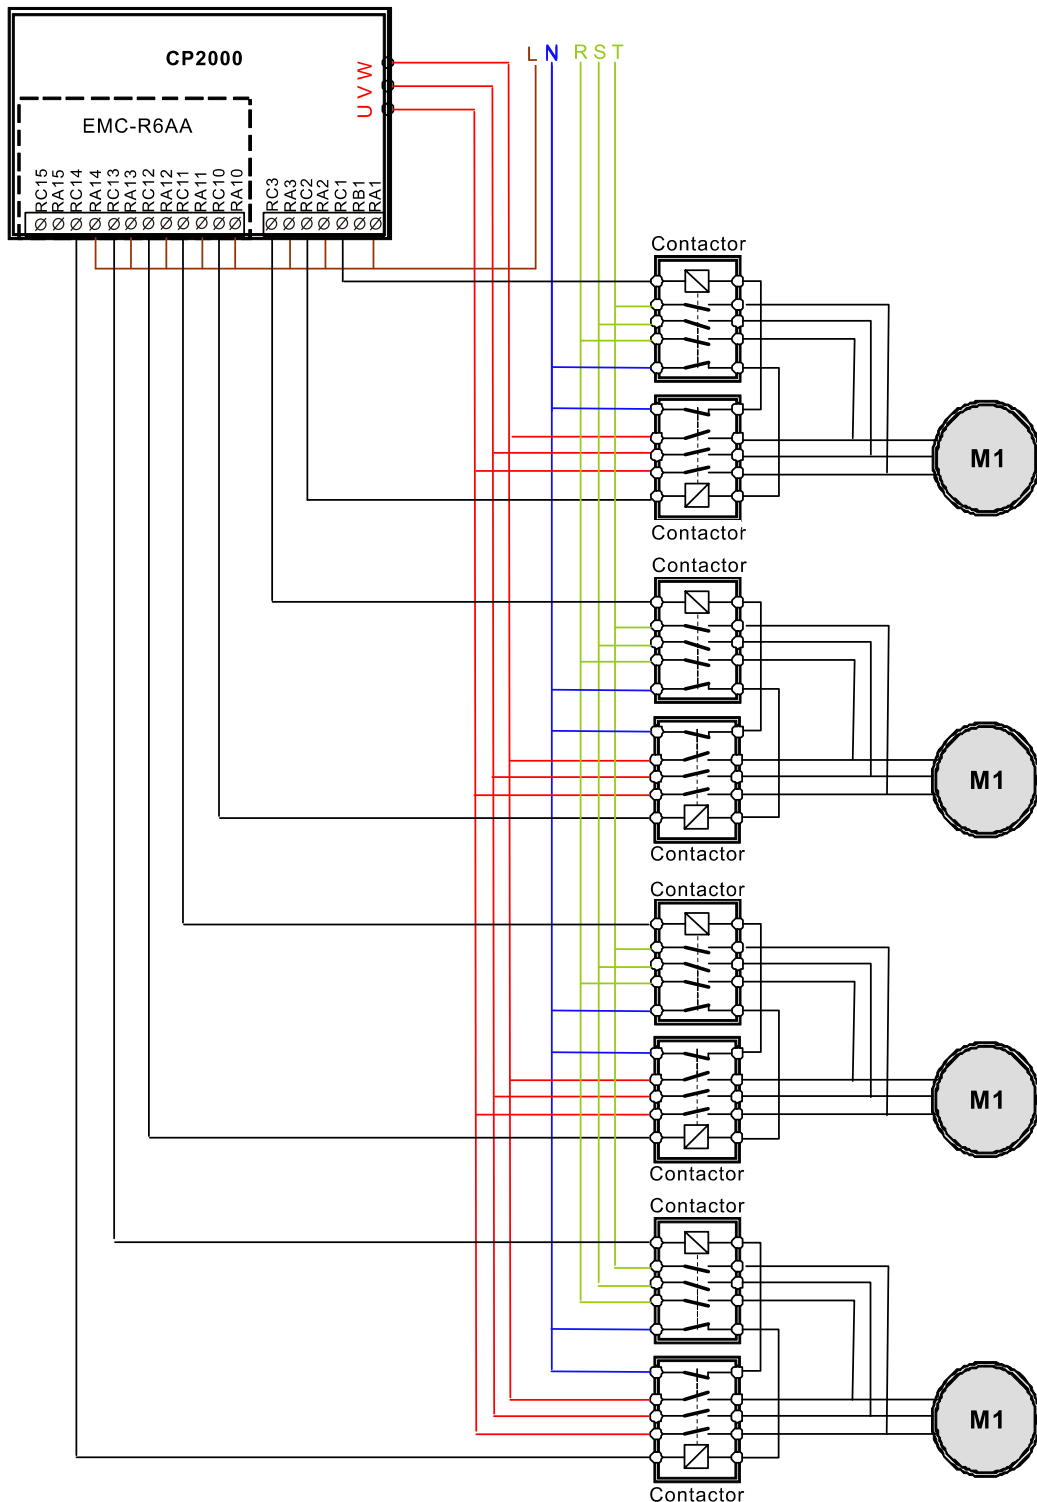 CP2000
U V W
EMC-R6AA
RC15
RA15
RC14
RA14
RC13
RA13
RC12
RA12
RC11
RA11
RC10
RA10
RC3
RA3
RC2
RA2
RC1
RB1
RA1
L N R S T
Contactor
M1
Contactor
Contactor
M1
Contactor
Contactor
M1
Contactor
Contactor
M1
Contactor